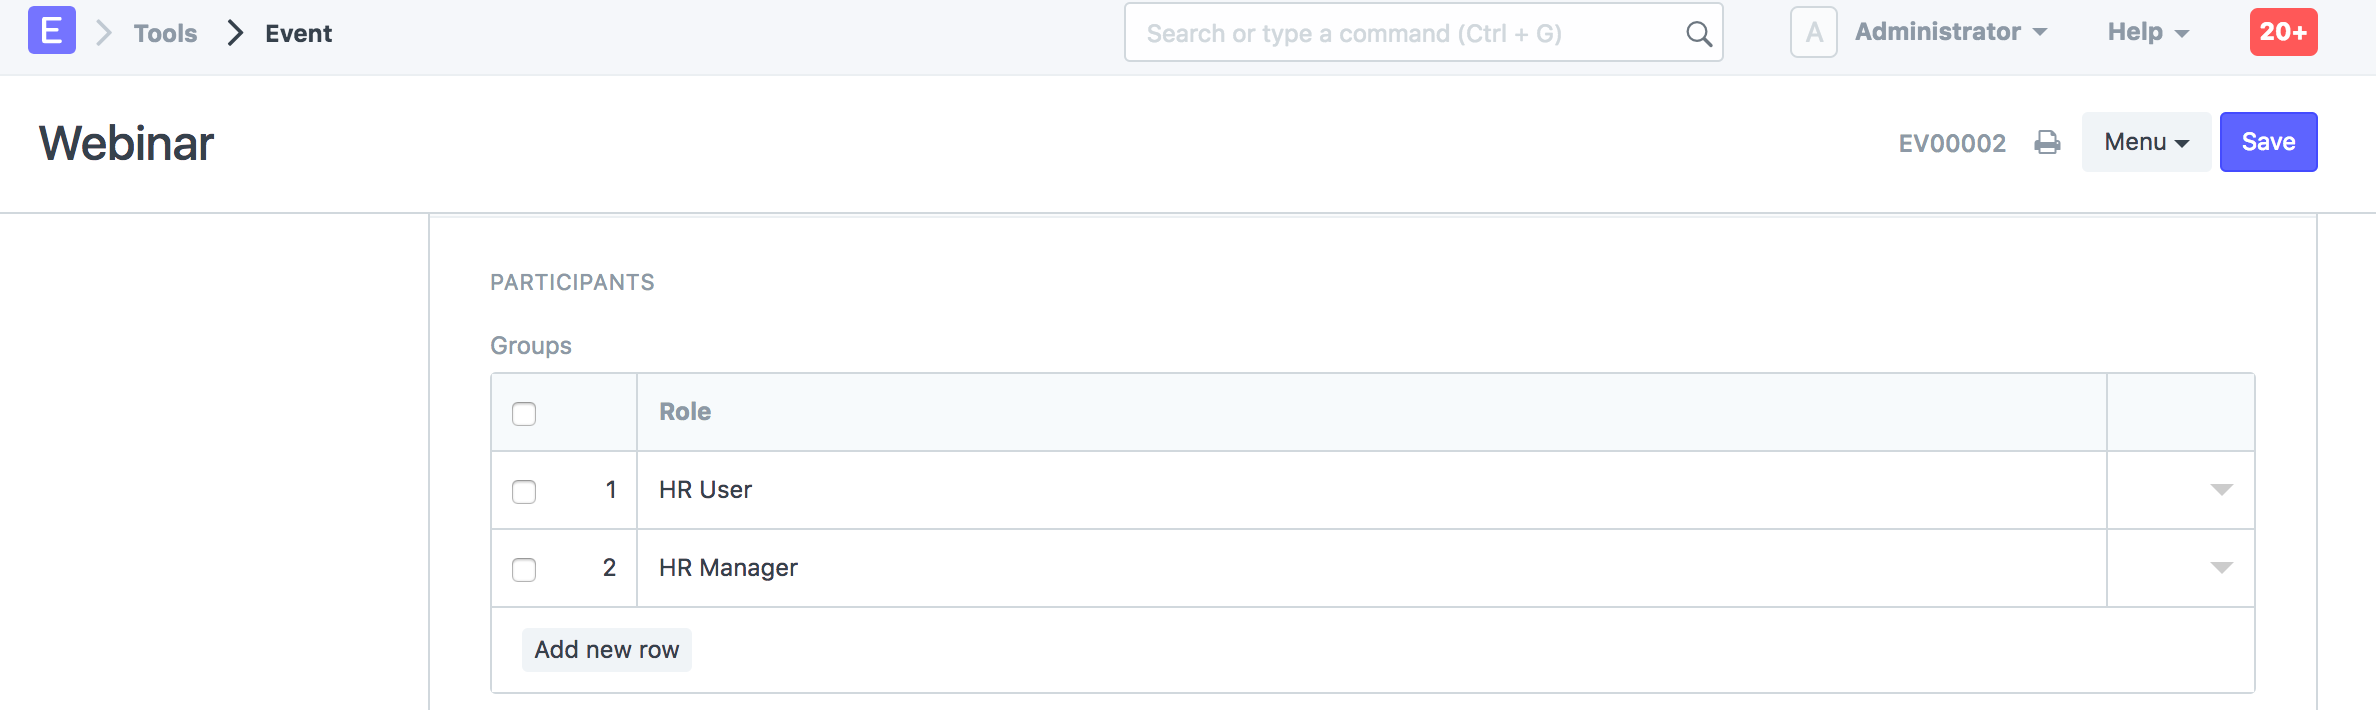 E Tools Event Search or type a command (Ctrl + G) A Administrator Help 20+
Webinar EV00002 Menu Save
PARTICIPANTS
Groups
Role
1 HR User
2 HR Manager
Add new row